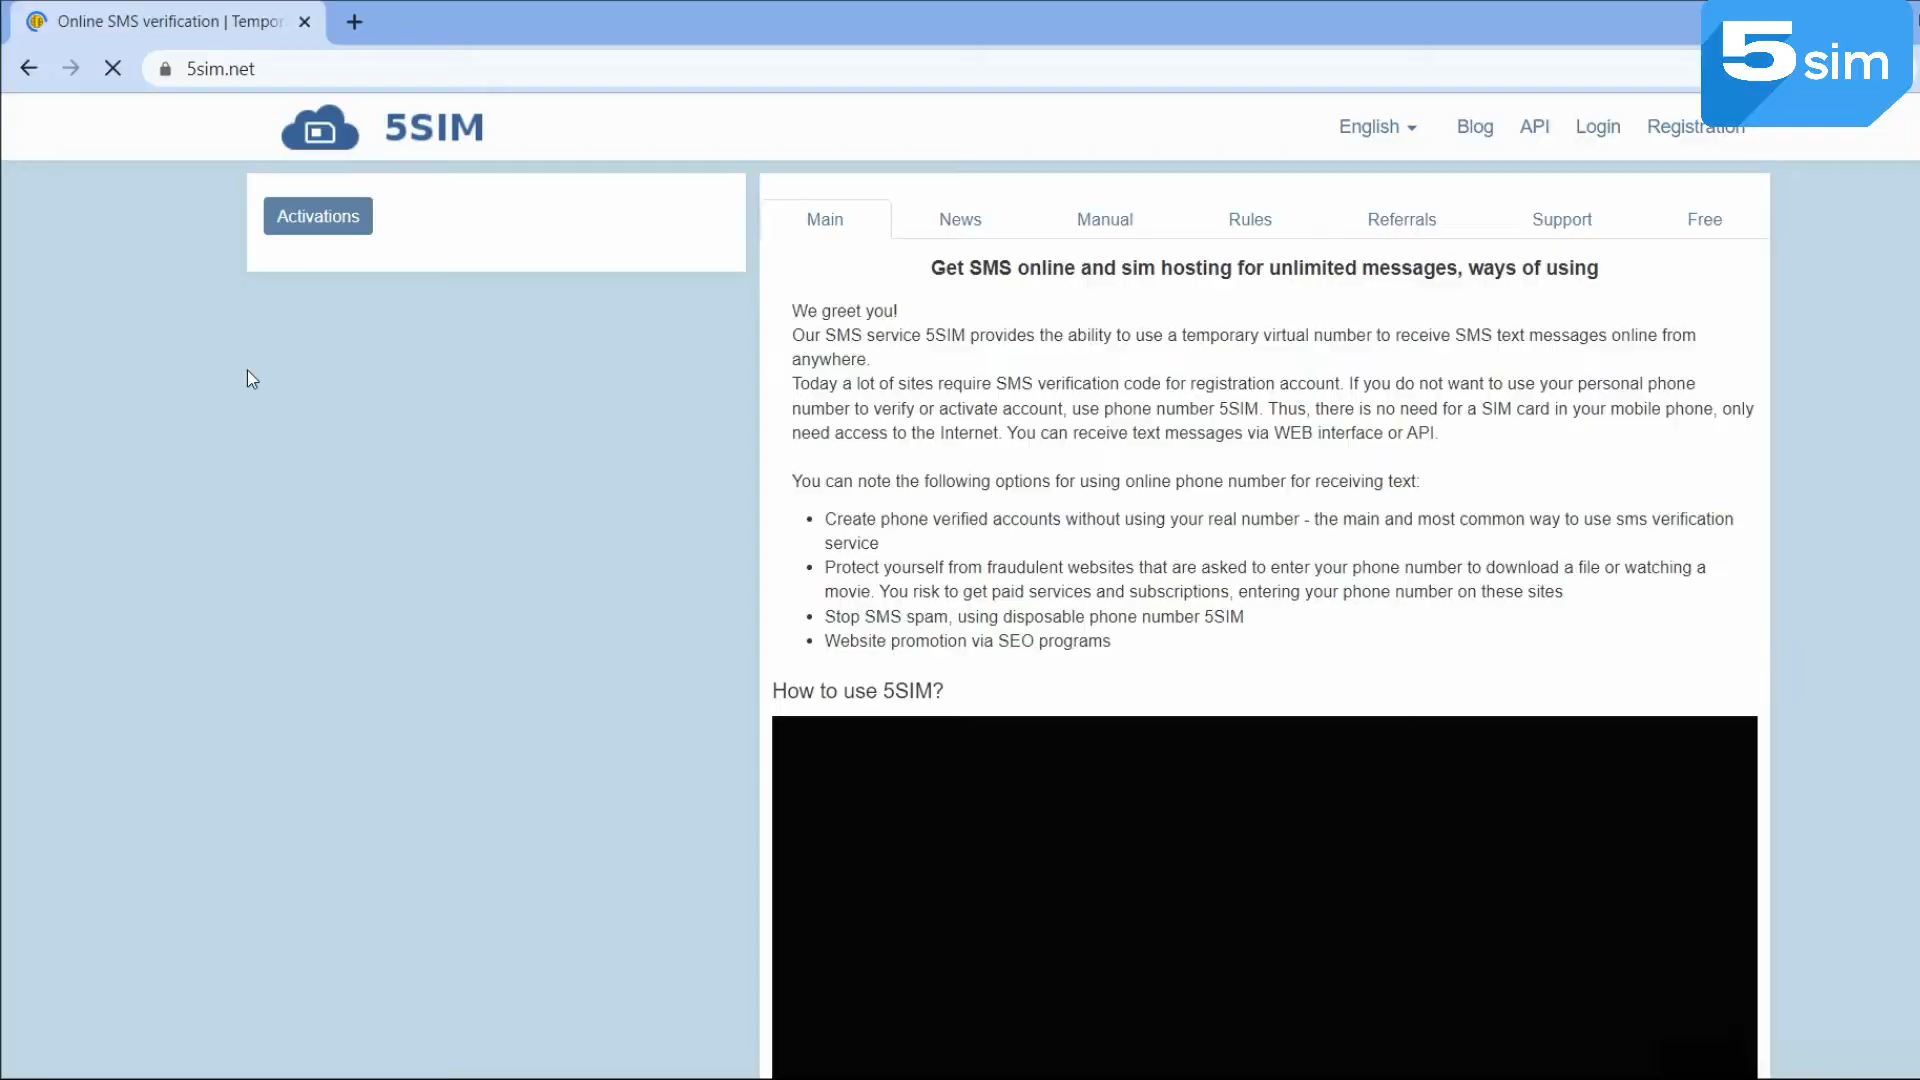 Online SMS verification | Tempor
5sim.net
5sim
5SIM
English
Blog
API
Login
Registration
Activations
Main
News
Manual
Rules
Referrals
Support
Free
Get SMS online and sim hosting for unlimited messages, ways of using
We greet you!
Our SMS service 5SIM provides the ability to use a temporary virtual number to receive SMS text messages online from
anywhere.
Today a lot of sites require SMS verification code for registration account. If you do not want to use your personal phone
number to verify or activate account, use phone number 5SIM. Thus, there is no need for a SIM card in your mobile phone, only
need access to the Internet. You can receive text messages via WEB interface or API.
You can note the following options for using online phone number for receiving text:
• Create phone verified accounts without using your real number - the main and most common way to use sms verification
service
• Protect yourself from fraudulent websites that are asked to enter your phone number to download a file or watching a
movie. You risk to get paid services and subscriptions, entering your phone number on these sites
• Stop SMS spam, using disposable phone number 5SIM
• Website promotion via SEO programs
How to use 5SIM?